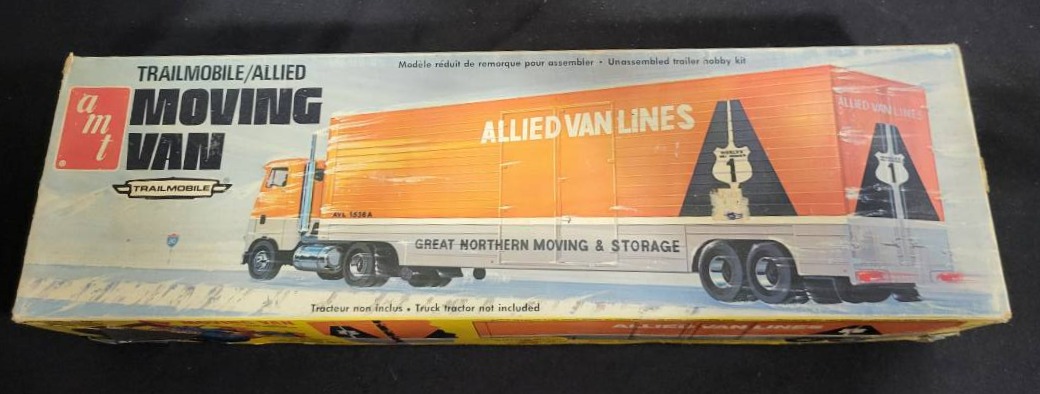 TRAILMOBILE/ALLIED
Modèle réduit de remorque pour assembler • Unassembled trailer hobby kit
amt
MOVING
VAN
TRAILMOBILE
ALLIED VAN LINES
ALLIED VAN LINES
1
1
AVL 1536A
GREAT NORTHERN MOVING & STORAGE
Tracteur non inclus • Truck tractor not included
ALLIED VAN LINES